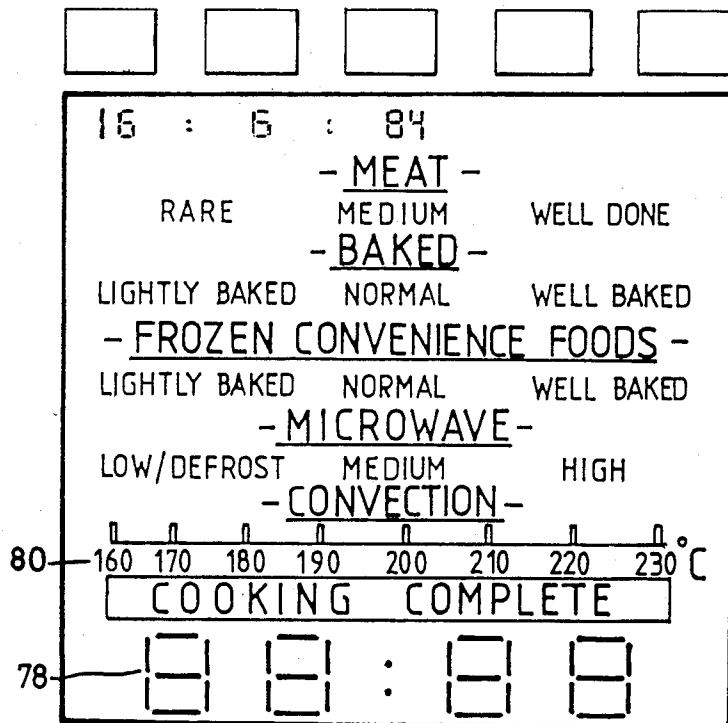 16 : 6 : 84
- MEAT -
RARE MEDIUM WELL DONE
- BAKED -
LIGHTLY BAKED NORMAL WELL BAKED
- FROZEN CONVENIENCE FOODS -
LIGHTLY BAKED NORMAL WELL BAKED
- MICROWAVE -
LOW/DEFROST MEDIUM HIGH
- CONVECTION -
80 160 170 180 190 200 210 220 230 °C
COOKING COMPLETE
78 88:88